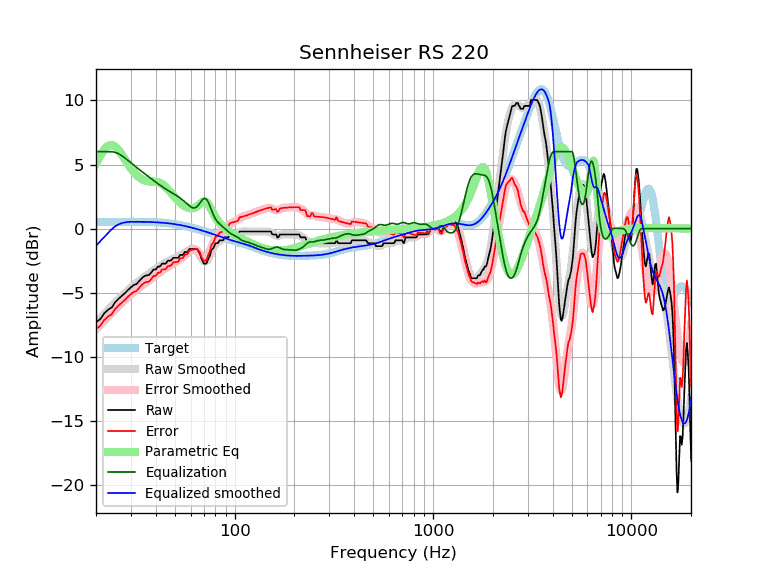 Sennheiser RS 220
Amplitude (dBr)
10
5
0
−5
−10
−15
−20
Target
Raw Smoothed
Error Smoothed
Raw
Error
Parametric Eq
Equalization
Equalized smoothed
100
1000
10000
Frequency (Hz)